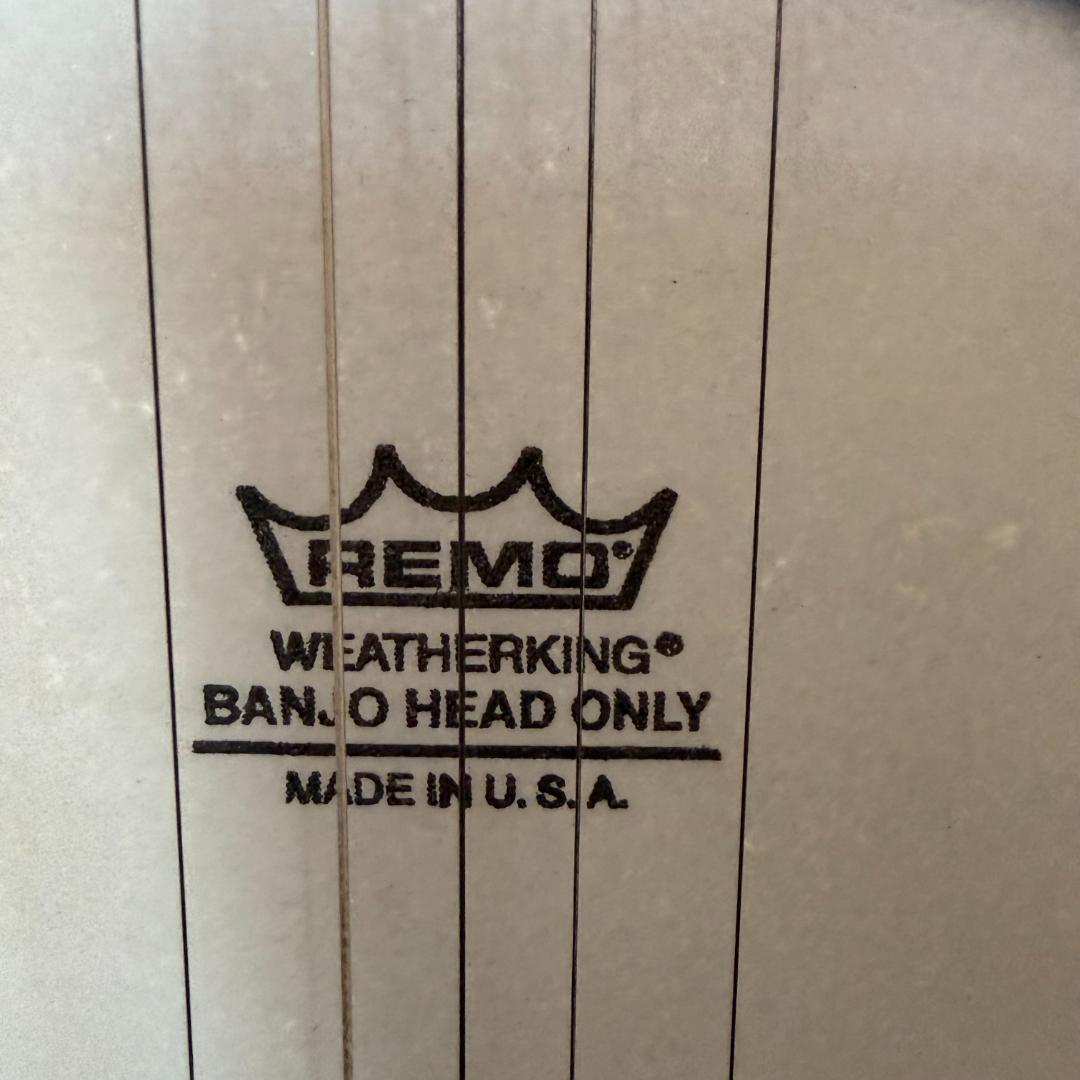 REMO®
WEATHERKING®
BANJO HEAD ONLY
MADE IN U.S.A.